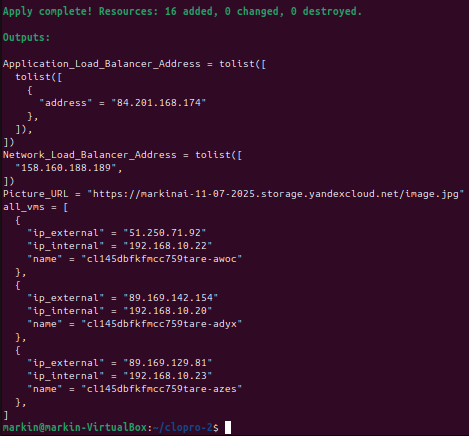 Apply complete! Resources: 16 added, 0 changed, 0 destroyed.
Outputs:
Application_Load_Balancer_Address = tolist([
  tolist([
    {
      "address" = "84.201.168.174"
    },
  ]),
])
Network_Load_Balancer_Address = tolist([
  "158.160.188.189",
])
Picture_URL = "https://markinai-11-07-2025.storage.yandexcloud.net/image.jpg"
all_vms = [
  {
    "ip_external" = "51.250.71.92"
    "ip_internal" = "192.168.10.22"
    "name" = "cl145dbfkfmcc759tare-awoc"
  },
  {
    "ip_external" = "89.169.142.154"
    "ip_internal" = "192.168.10.20"
    "name" = "cl145dbfkfmcc759tare-adyx"
  },
  {
    "ip_external" = "89.169.129.81"
    "ip_internal" = "192.168.10.23"
    "name" = "cl145dbfkfmcc759tare-azes"
  },
]
markin@markin-VirtualBox:~/clopro-2$